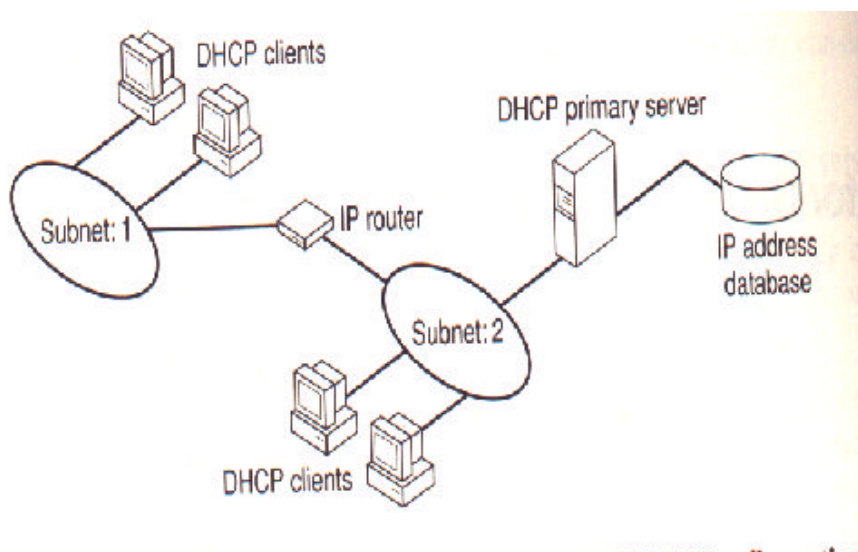 DHCP clients
DHCP primary server
Subnet: 1
IP router
IP address
database
Subnet: 2
DHCP clients